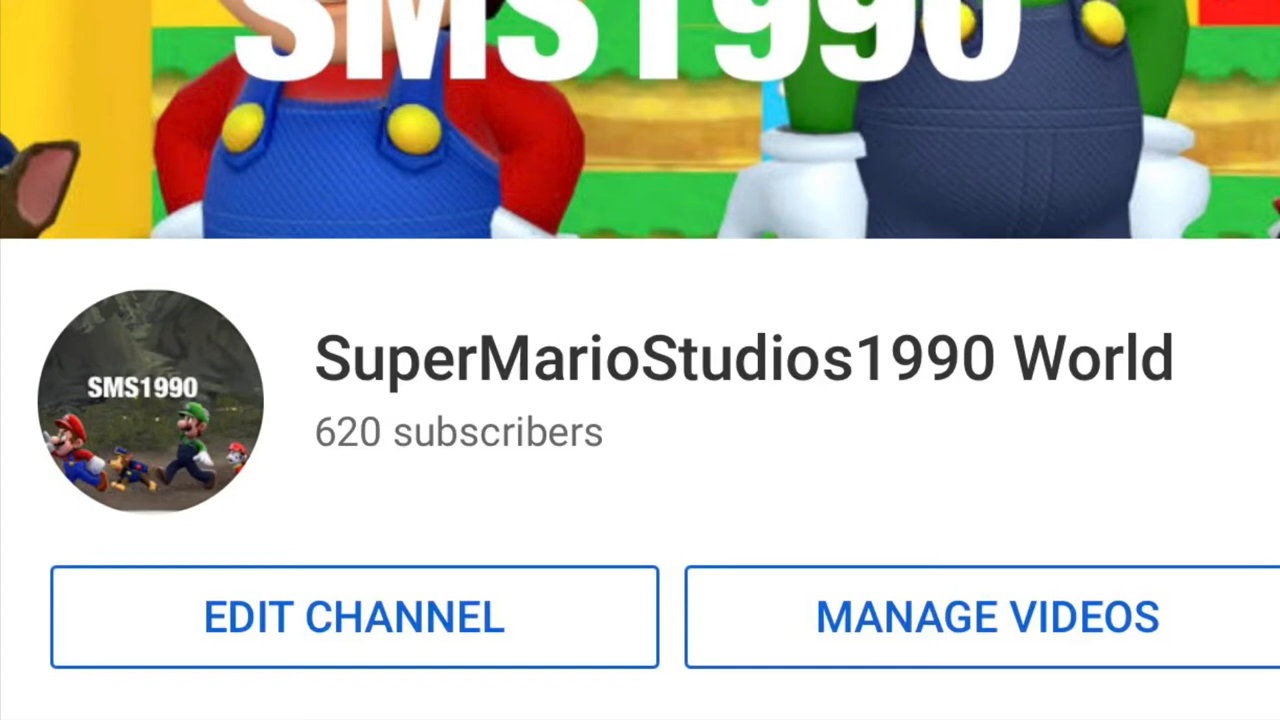 SMS1990
SMS1990
SuperMarioStudios1990 World
620 subscribers
EDIT CHANNEL
MANAGE VIDEOS